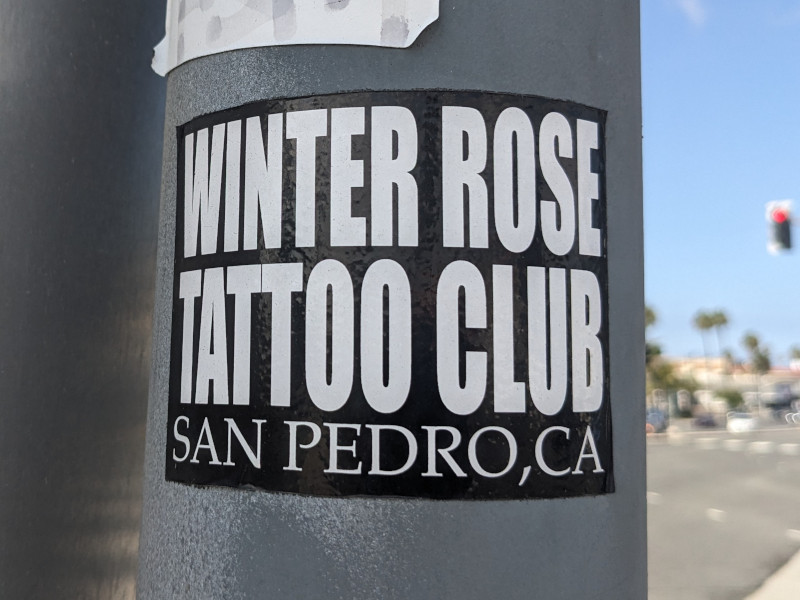 WINTER ROSE
TATTOO CLUB
SAN PEDRO,CA